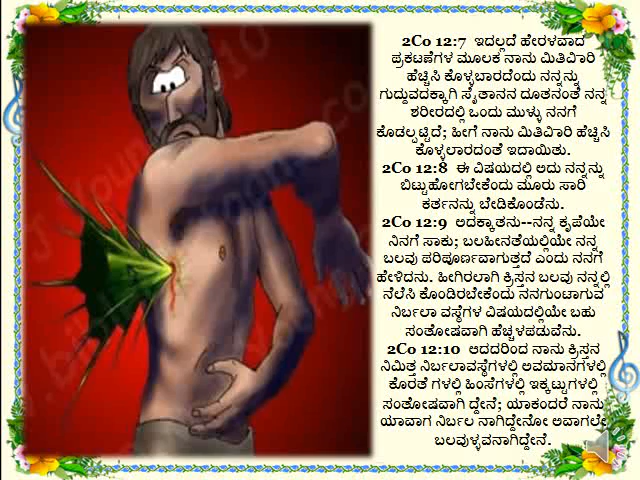 2Co 12:7 ಇದಲ್ಲದೆ ಹೇರಳವಾದ
ಪ್ರಕಟಣೆಗಳ ಮೂಲಕ ನಾನು ಮಿತಿವಿಾರಿ
ಹೆಚ್ಚಿಸಿ ಕೊಳ್ಳಬಾರದೆಂದು ನನ್ನನ್ನು
ಗುದ್ದುವದಕ್ಕಾಗಿ ಸೈತಾನನ ದೂತನಂತೆ ನನ್ನ
ಶರೀರದಲ್ಲಿ ಒಂದು ಮುಳ್ಳು ನನಗೆ
ಕೊಡಲ್ಪಟ್ಟಿದೆ; ಹೀಗೆ ನಾನು ಮಿತಿವಿಾರಿ ಹೆಚ್ಚಿಸಿ
ಕೊಳ್ಳಲಾರದಂತೆ ಇದಾಯಿತು.
2Co 12:8 ಈ ವಿಷಯದಲ್ಲಿ ಅದು ನನ್ನನ್ನು
ಬಿಟ್ಟುಹೋಗಬೇಕೆಂದು ಮೂರು ಸಾರಿ
ಕರ್ತನನ್ನು ಬೇಡಿಕೊಂಡೆನು.
2Co 12:9 ಅದಕ್ಕಾತನು--ನನ್ನ ಕೃಪೆಯೇ
ನಿನಗೆ ಸಾಕು; ಬಲಹೀನತೆಯಲ್ಲಿಯೇ ನನ್ನ
ಬಲವು ಪರಿಪೂರ್ಣವಾಗುತ್ತದೆ ಎಂದು ನನಗೆ
ಹೇಳಿದನು. ಹೀಗಿರಲಾಗಿ ಕ್ರಿಸ್ತನ ಬಲವು ನನ್ನಲ್ಲಿ
ನೆಲೆಸಿ ಕೊಂಡಿರಬೇಕೆಂದು ನನಗುಂಟಾಗುವ
ನಿರ್ಬಲಾ ವಸ್ಥೆಗಳ ವಿಷಯದಲ್ಲಿಯೇ ಬಹು
ಸಂತೋಷವಾಗಿ ಹೆಚ್ಚಳಪಡುವೆನು.
2Co 12:10 ಆದದರಿಂದ ನಾನು ಕ್ರಿಸ್ತನ
ನಿಮಿತ್ತ ನಿರ್ಬಲಾವಸ್ಥೆಗಳಲ್ಲಿ ಅವಮಾನಗಳಲ್ಲಿ
ಕೊರತೆ ಗಳಲ್ಲಿ ಹಿಂಸೆಗಳಲ್ಲಿ ಇಕ್ಕಟ್ಟುಗಳಲ್ಲಿ
ಸಂತೋಷವಾಗಿ ದ್ದೇನೆ; ಯಾಕಂದರೆ ನಾನು
ಯಾವಾಗ ನಿರ್ಬಲ ನಾಗಿದ್ದೇನೋ ಅವಾಗಲೇ
ಬಲವುಳ್ಳವನಾಗಿದ್ದೇನೆ.